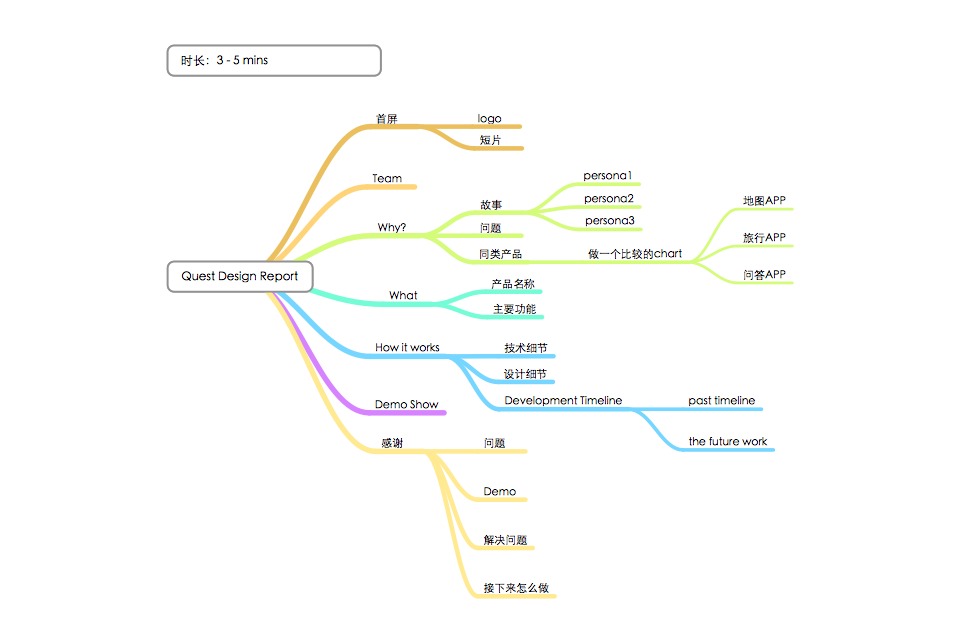 时长：3 - 5 mins
首屏
logo
短片
Team
Why?
故事
persona1
persona2
persona3
问题
同类产品
做一个比较的chart
地图APP
旅行APP
问答APP
Quest Design Report
What
产品名称
主要功能
How it works
技术细节
设计细节
Development Timeline
past timeline
the future work
Demo Show
感谢
问题
Demo
解决问题
接下来怎么做